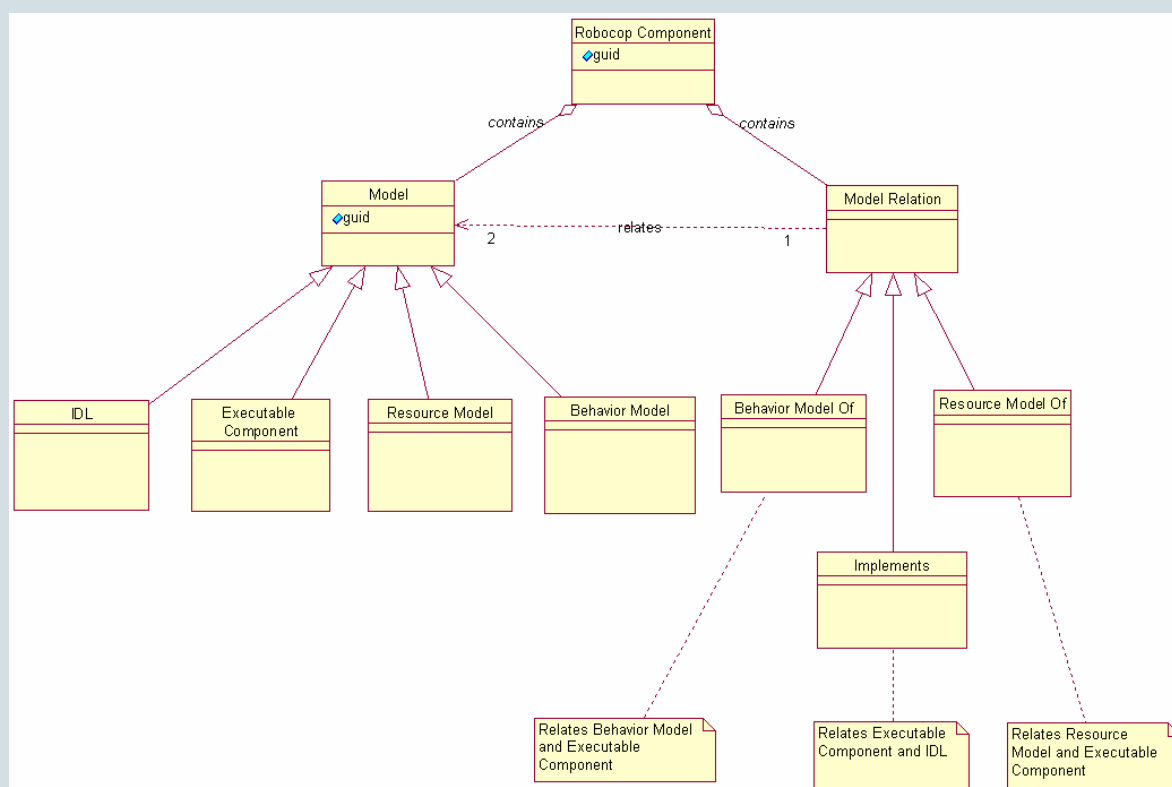 Robocop Component
guid
contains
contains
Model
guid
Model Relation
relates
2
1
IDL
Executable
Component
Resource Model
Behavior Model
Behavior Model Of
Resource Model Of
Implements
Relates Behavior Model
and Executable
Component
Relates Executable
Component and IDL
Relates Resource
Model and Executable
Component